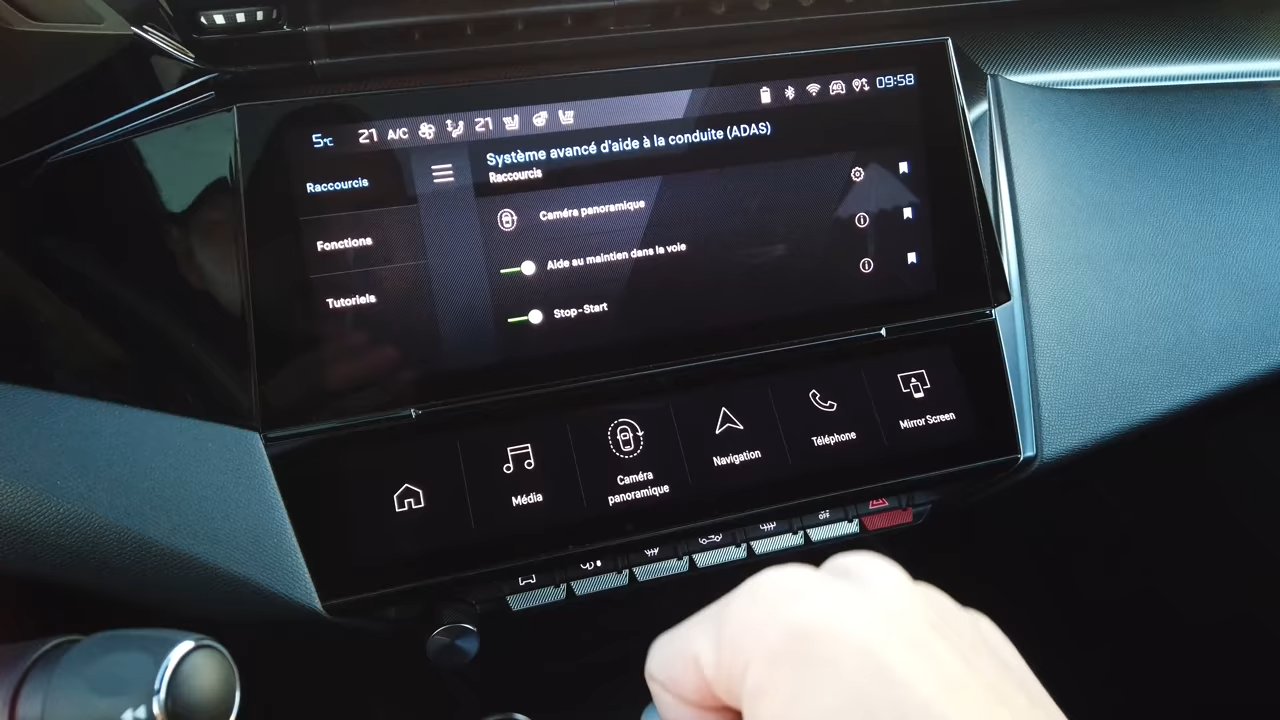 5°C 21 A/C 21 4G 09:58
Raccourcis
Fonctions
Tutoriels
Système avancé d'aide à la conduite (ADAS)
Raccourcis
Caméra panoramique
Aide au maintien dans la voie
Stop-Start
Média
Caméra
panoramique
Navigation
Téléphone
Mirror Screen
OFF